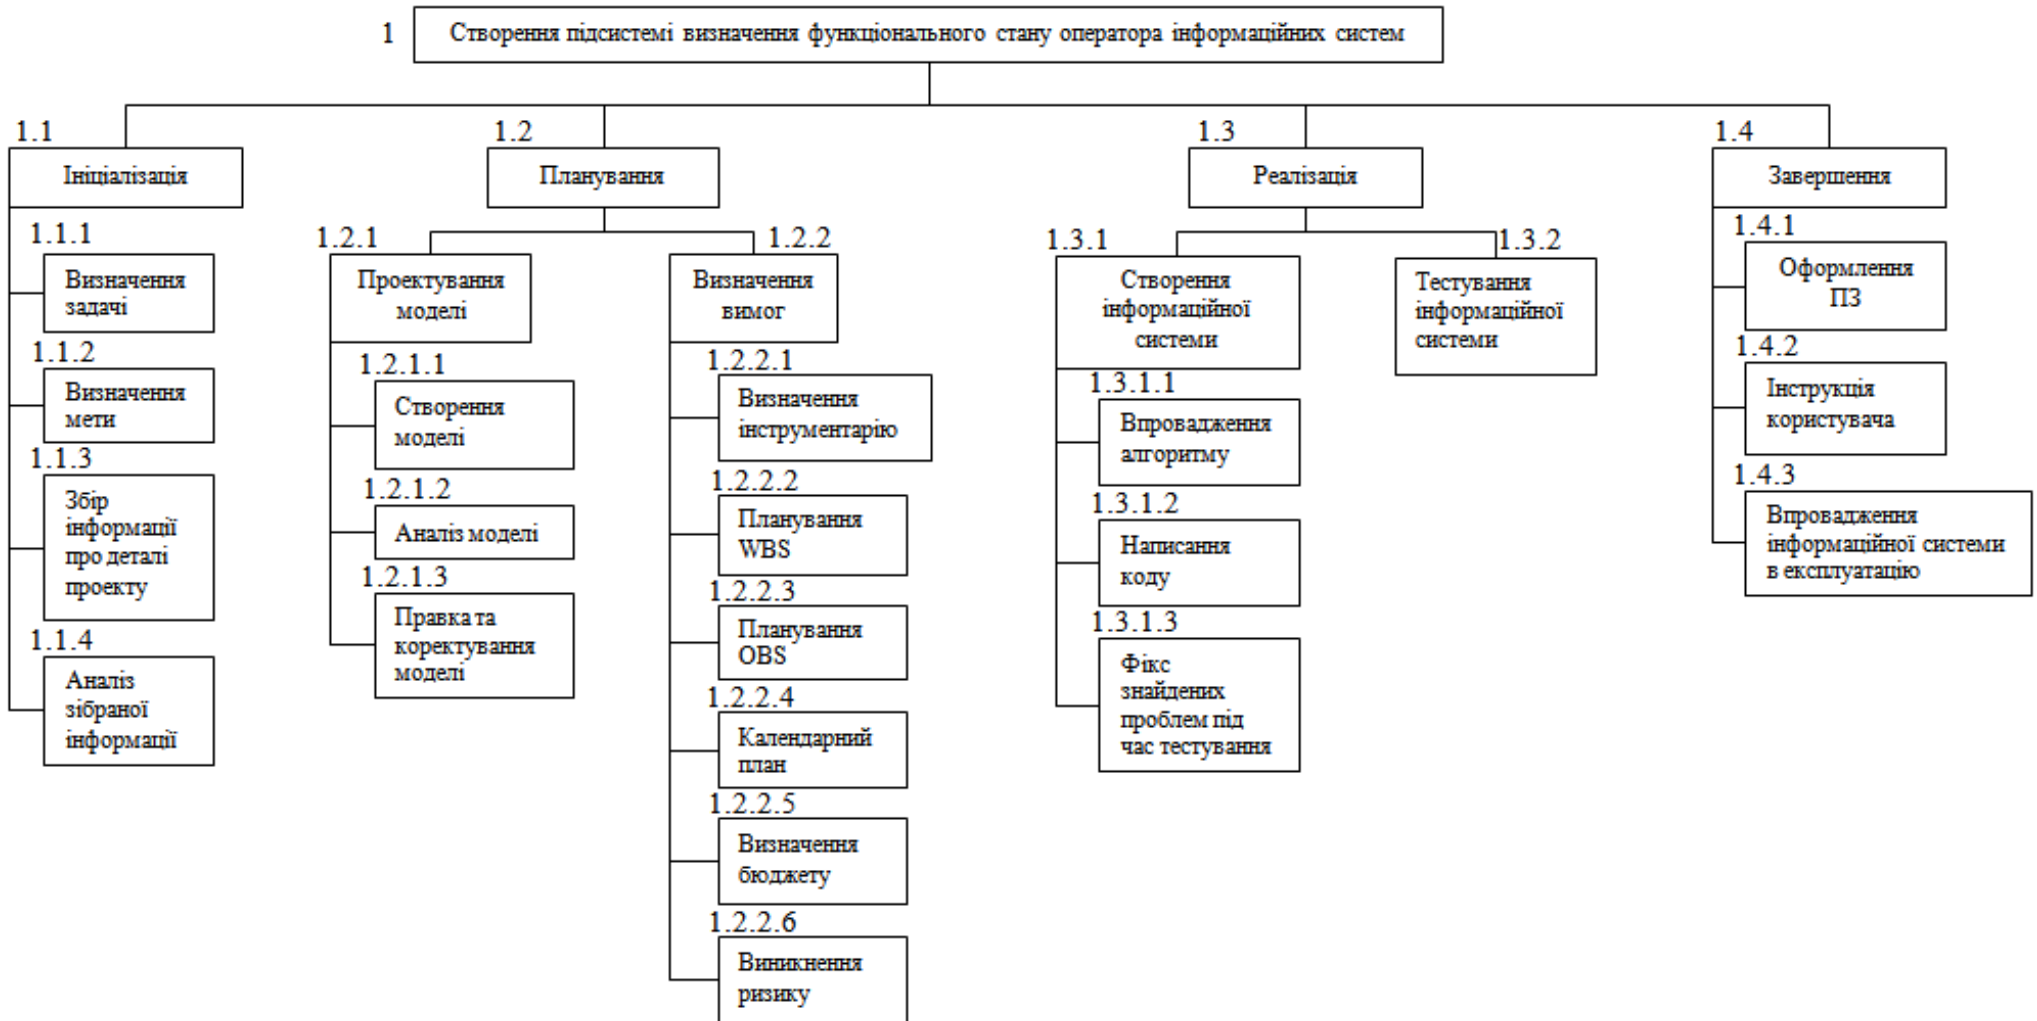 1
Створення підсистемі визначення функціонального стану оператора інформаційних систем
1.1
Ініціалізація
1.1.1
Визначення
задачі
1.1.2
Визначення
мети
1.1.3
Збір
інформації
про деталі
проекту
1.1.4
Аналіз
зібраної
інформації
1.2
Планування
1.2.1
Проектування
моделі
1.2.1.1
Створення
моделі
1.2.1.2
Аналіз моделі
1.2.1.3
Правка та
коректування
моделі
1.2.2
Визначення
вимог
1.2.2.1
Визначення
інструментарію
1.2.2.2
Планування
WBS
1.2.2.3
Планування
OBS
1.2.2.4
Календарний
план
1.2.2.5
Визначення
бюджету
1.2.2.6
Виникнення
ризику
1.3
Реалізація
1.3.1
Створення
інформаційної
системи
1.3.1.1
Впровадження
алгоритму
1.3.1.2
Написання
коду
1.3.1.3
Фікс
знайдених
проблем під
час тестування
1.3.2
Тестування
інформаційної
системи
1.4
Завершення
1.4.1
Оформлення
ПЗ
1.4.2
Інструкція
користувача
1.4.3
Впровадження
інформаційної системи
в експлуатацію